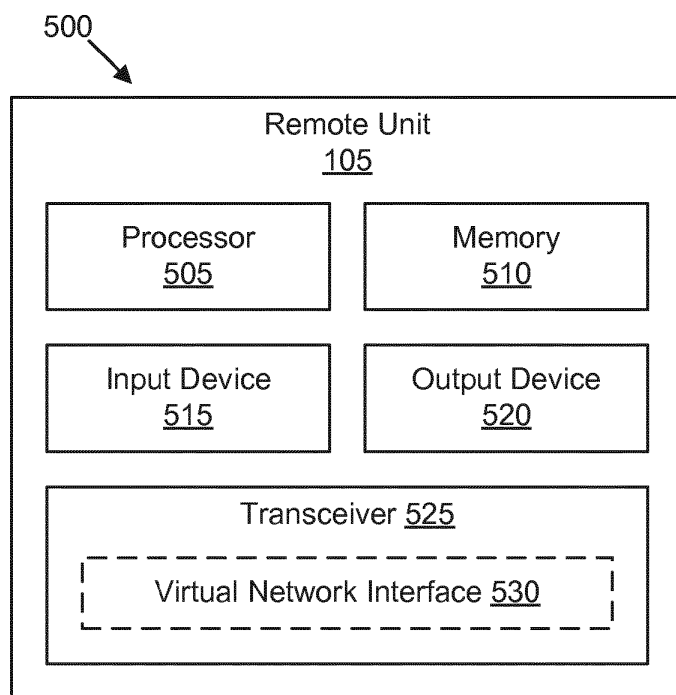 500
Remote Unit
105
Processor
505
Memory
510
Input Device
515
Output Device
520
Transceiver 525
Virtual Network Interface 530